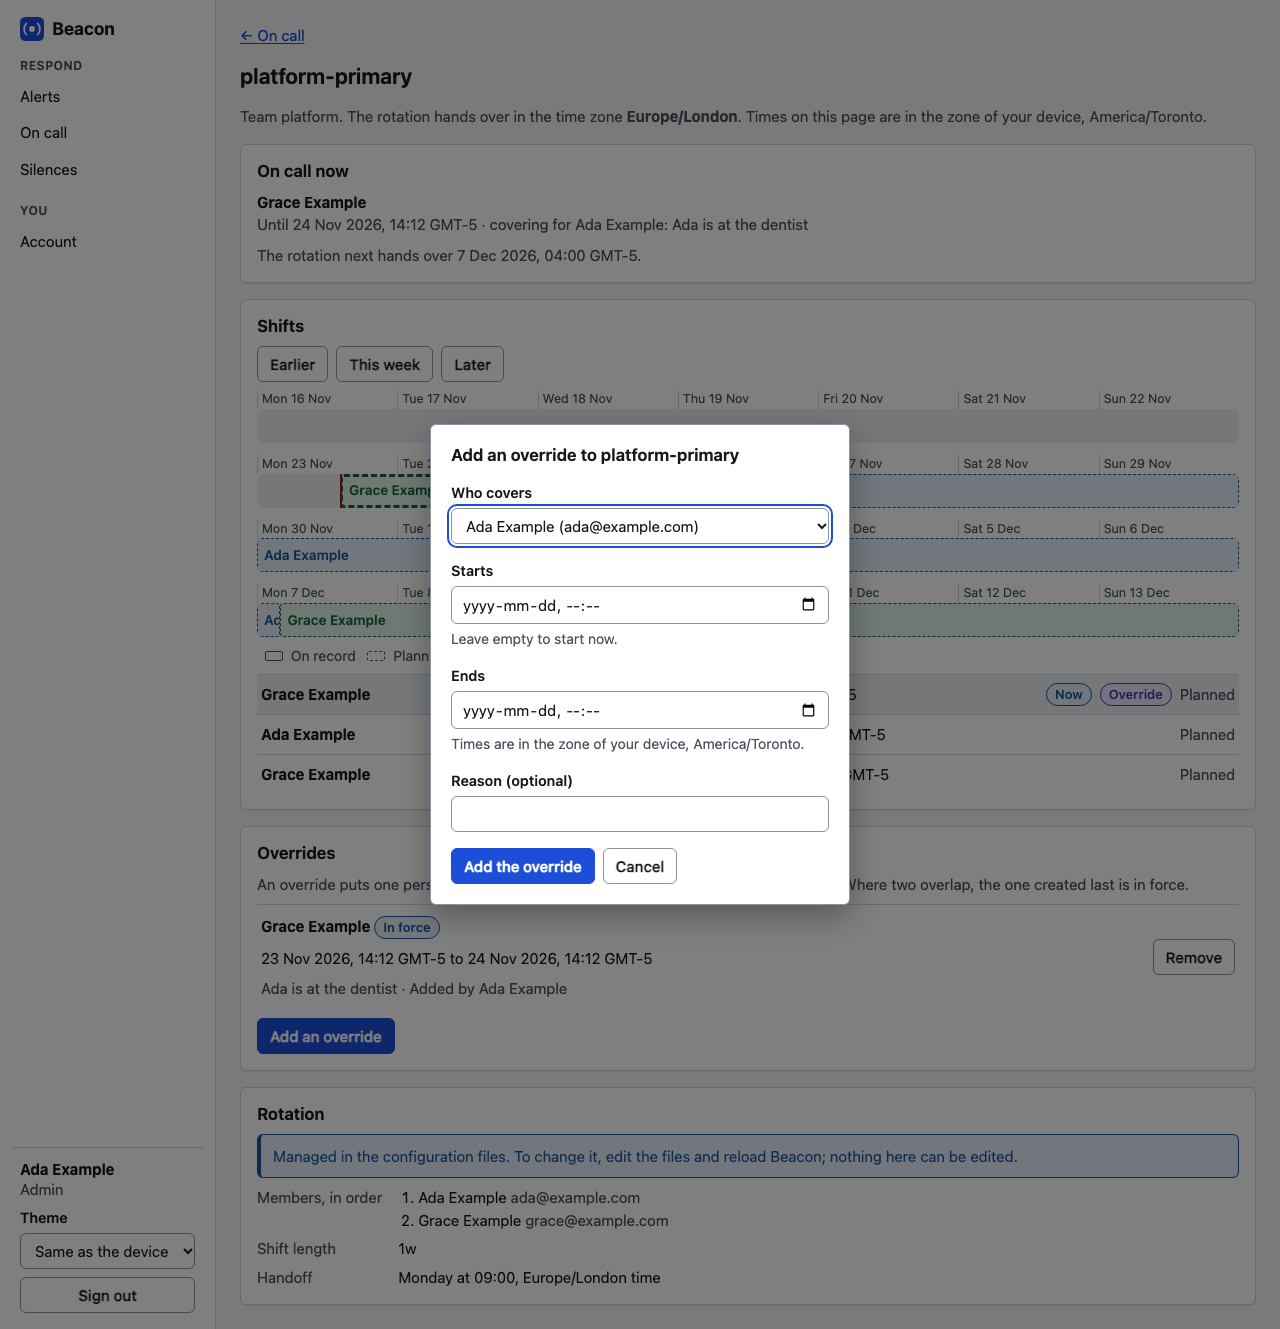 Beacon
RESPOND
Alerts
On call
Silences
YOU
Account
Ada Example
Admin
Theme
Same as the device
Sign out
← On call
platform-primary
Team platform. The rotation hands over in the time zone Europe/London. Times on this page are in the zone of your device, America/Toronto.
On call now
Grace Example
Until 24 Nov 2026, 14:12 GMT-5 · covering for Ada Example: Ada is at the dentist
The rotation next hands over 7 Dec 2026, 04:00 GMT-5.
Shifts
Earlier This week Later
Mon 16 Nov Tue 17 Nov Wed 18 Nov Thu 19 Nov Fri 20 Nov Sat 21 Nov Sun 22 Nov
Mon 23 Nov Tue 7 Nov Sat 28 Nov Sun 29 Nov
Grace Examp
Mon 30 Nov Tue Dec Sat 5 Dec Sun 6 Dec
Ada Example
Mon 7 Dec Tue 8 Dec Sat 12 Dec Sun 13 Dec
Grace Example
On record Plann
Grace Example 5 Now Override Planned
Ada Example MT-5 Planned
Grace Example GMT-5 Planned
Add an override to platform-primary
Who covers
Ada Example (ada@example.com)
Starts
yyyy-mm-dd, --:--
Leave empty to start now.
Ends
yyyy-mm-dd, --:--
Times are in the zone of your device, America/Toronto.
Reason (optional)
Add the override Cancel
Overrides
An override puts one pers Where two overlap, the one created last is in force.
Grace Example In force
23 Nov 2026, 14:12 GMT-5 to 24 Nov 2026, 14:12 GMT-5
Remove
Ada is at the dentist · Added by Ada Example
Add an override
Rotation
Managed in the configuration files. To change it, edit the files and reload Beacon; nothing here can be edited.
Members, in order 1. Ada Example ada@example.com
2. Grace Example grace@example.com
Shift length 1w
Handoff Monday at 09:00, Europe/London time